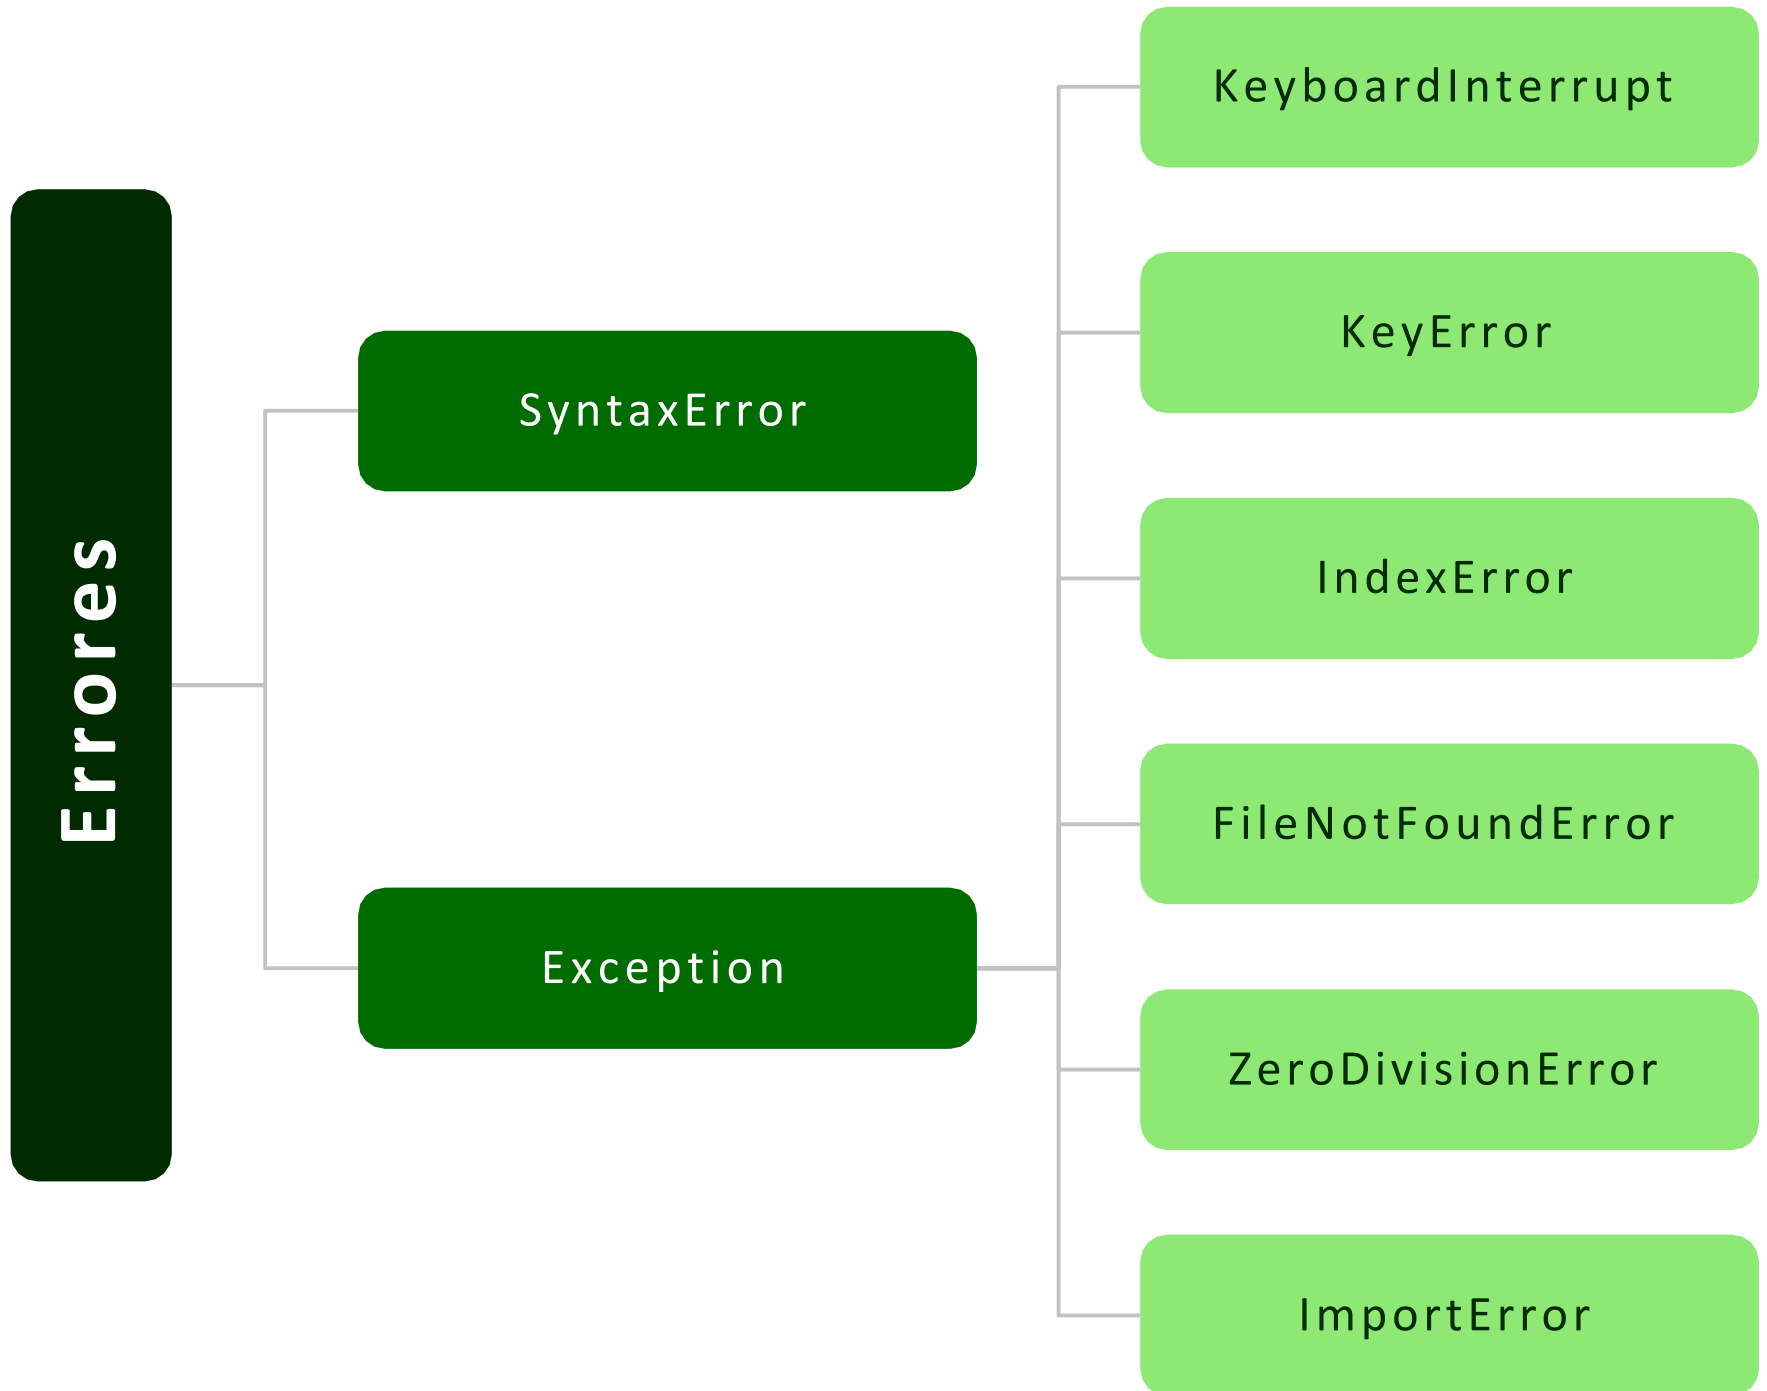 Errores
SyntaxError
Exception
KeyboardInterrupt
KeyError
IndexError
FileNotFoundError
ZeroDivisionError
ImportError